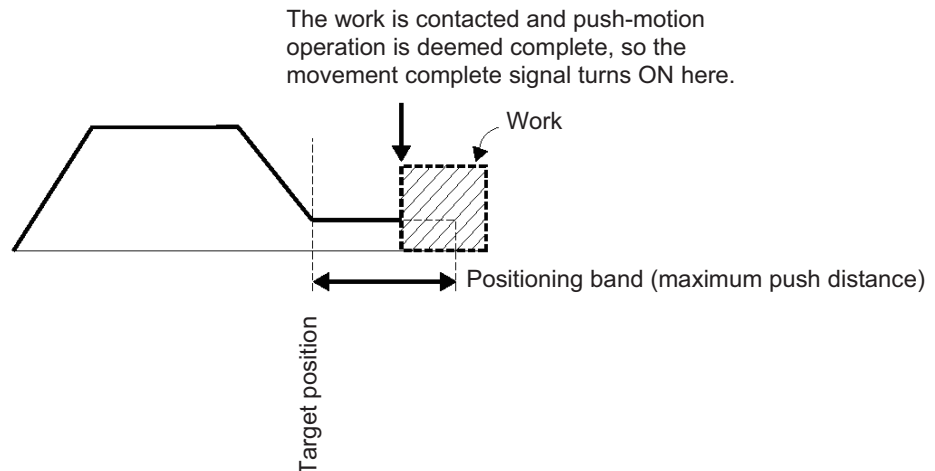 The work is contacted and push-motion
operation is deemed complete, so the
movement complete signal turns ON here.
Work
Positioning band (maximum push distance)
Target position